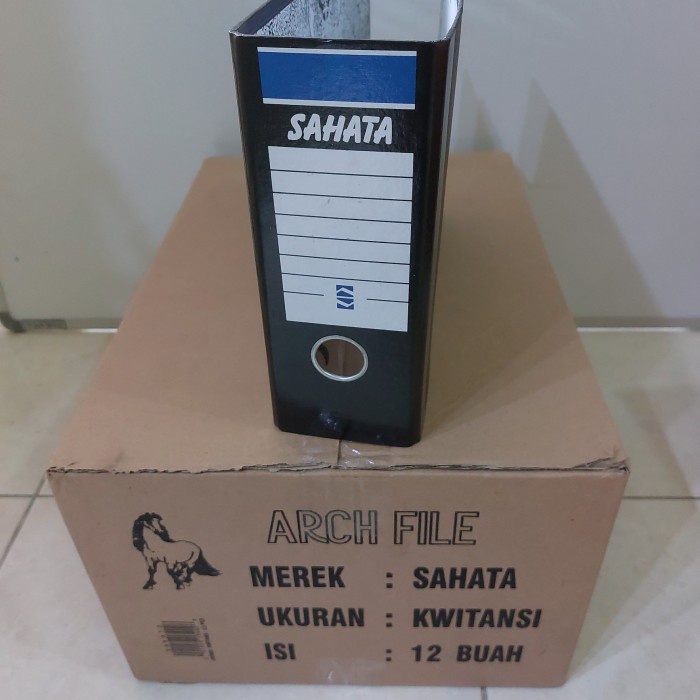 SAHATA
ARCH FILE
MEREK : SAHATA
UKURAN : KWITANSI
ISI : 12 BUAH